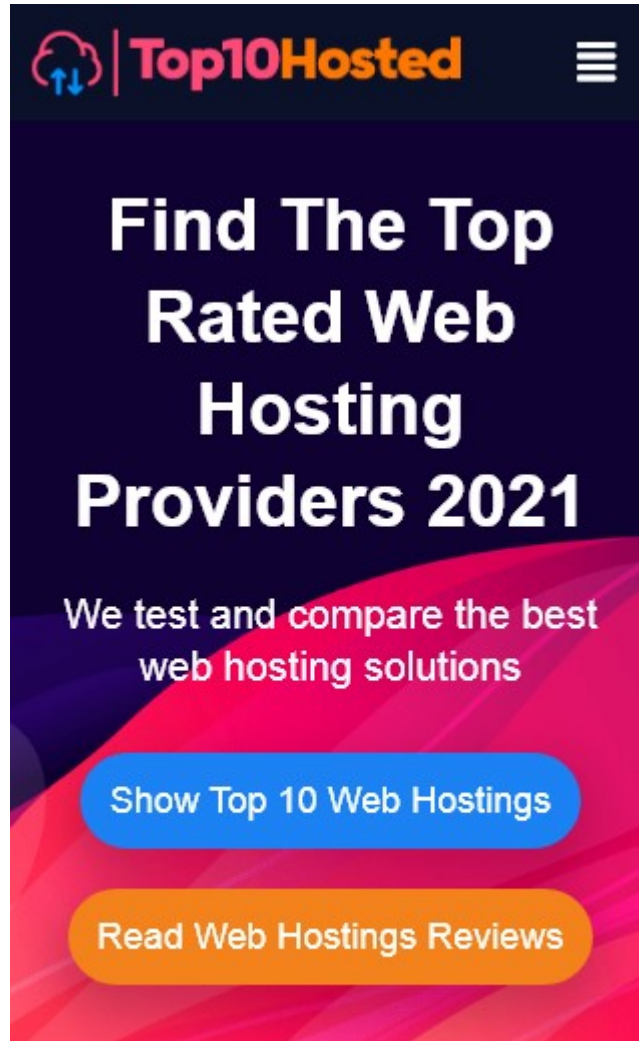 Top10Hosted
Find The Top
Rated Web
Hosting
Providers 2021
We test and compare the best
web hosting solutions
Show Top 10 Web Hostings
Read Web Hostings Reviews